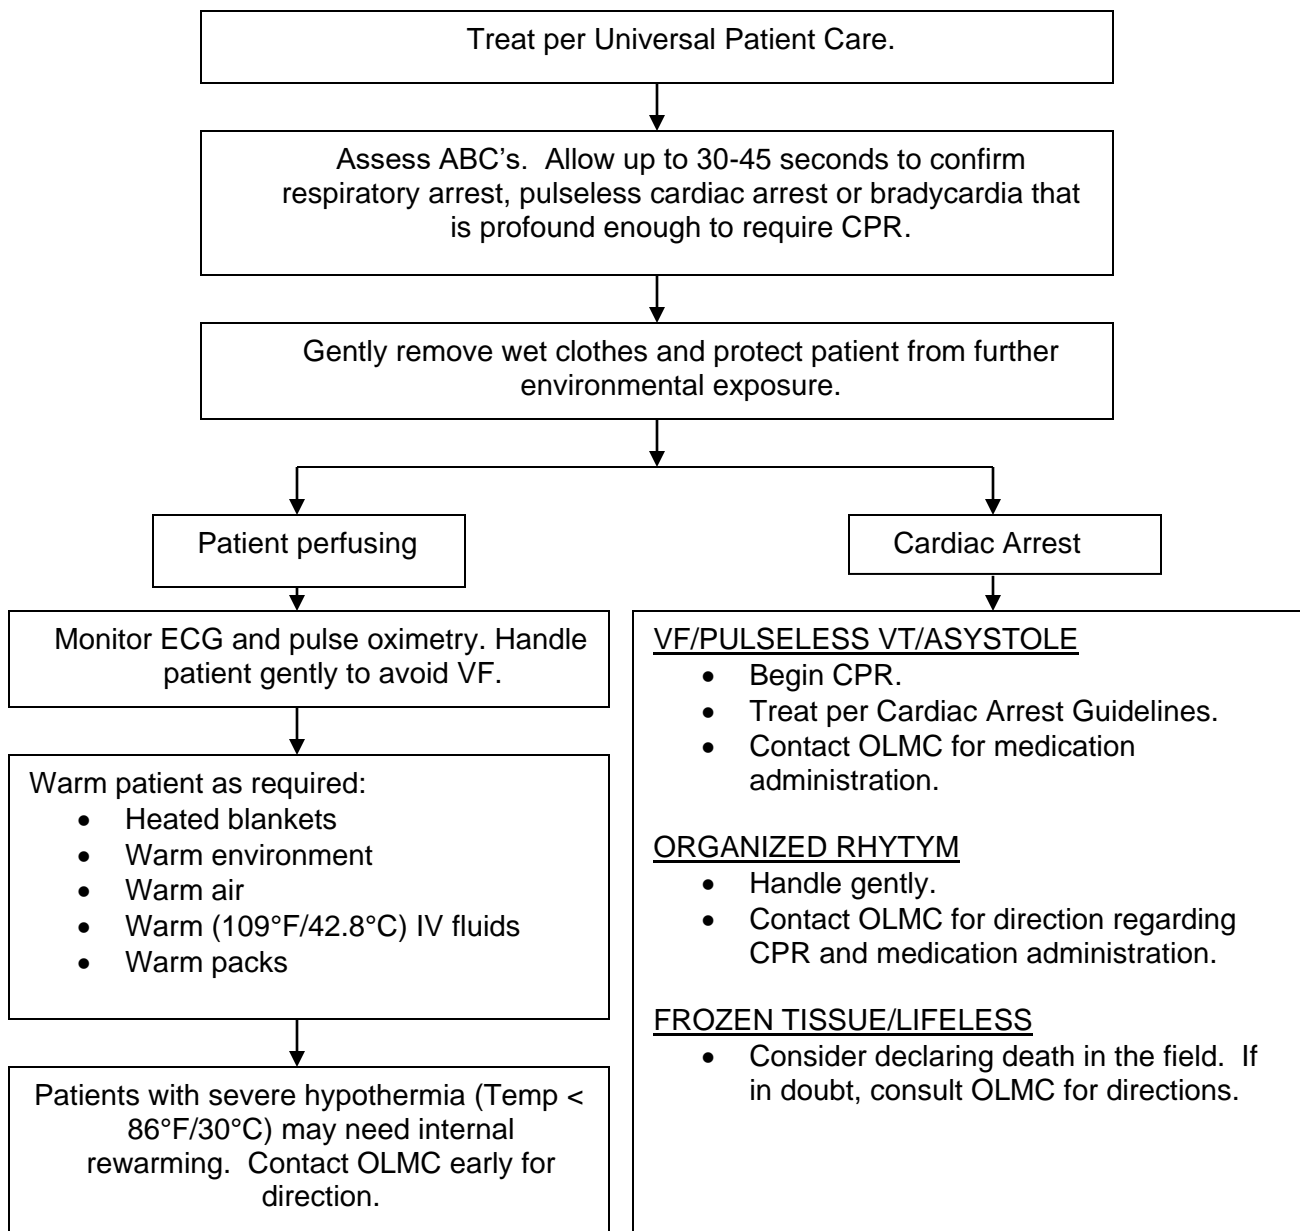 Treat per Universal Patient Care.
Assess ABC’s.  Allow up to 30-45 seconds to confirm
respiratory arrest, pulseless cardiac arrest or bradycardia that
is profound enough to require CPR.
Gently remove wet clothes and protect patient from further
environmental exposure.
Patient perfusing
Monitor ECG and pulse oximetry. Handle
patient gently to avoid VF.
Warm patient as required:
• Heated blankets
• Warm environment
• Warm air
• Warm (109°F/42.8°C) IV fluids
• Warm packs
Patients with severe hypothermia (Temp <
86°F/30°C) may need internal
rewarming.  Contact OLMC early for
direction.
Cardiac Arrest
VF/PULSELESS VT/ASYSTOLE
• Begin CPR.
• Treat per Cardiac Arrest Guidelines.
• Contact OLMC for medication
administration.
ORGANIZED RHYTYM
• Handle gently.
• Contact OLMC for direction regarding
CPR and medication administration.
FROZEN TISSUE/LIFELESS
• Consider declaring death in the field.  If
in doubt, consult OLMC for directions.